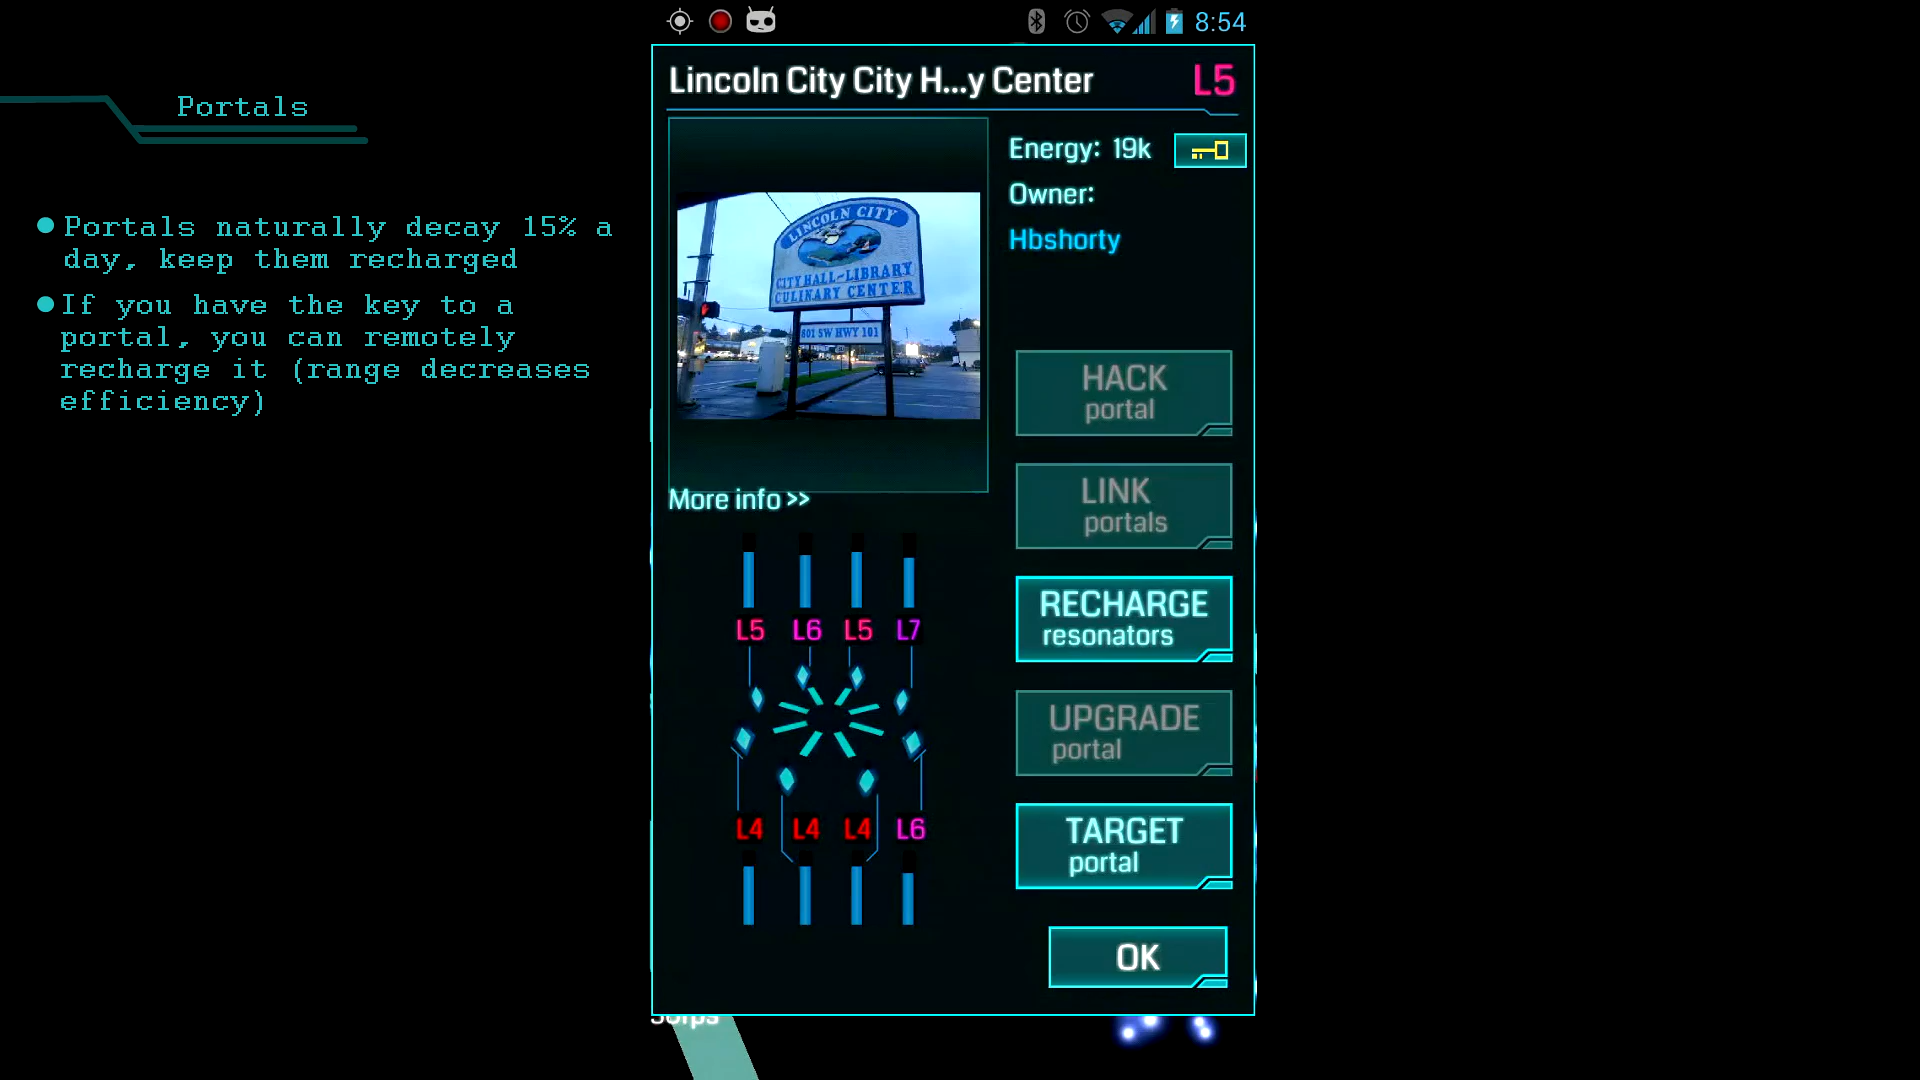 Portals
Portals naturally decay 15% a
day, keep them recharged
If you have the key to a
portal, you can remotely
recharge it (range decreases
efficiency)
8:54
Lincoln City City H...y Center
L5
Energy: 19k
Owner:
Hbshorty
LINCOLN CITY
CITY HALL-LIBRARY
CULINARY CENTER
801 SW HWY 101
More info >>
HACK
portal
LINK
portals
RECHARGE
resonators
UPGRADE
portal
TARGET
portal
OK
L5 L6 L5 L7
L4 L4 L4 L6